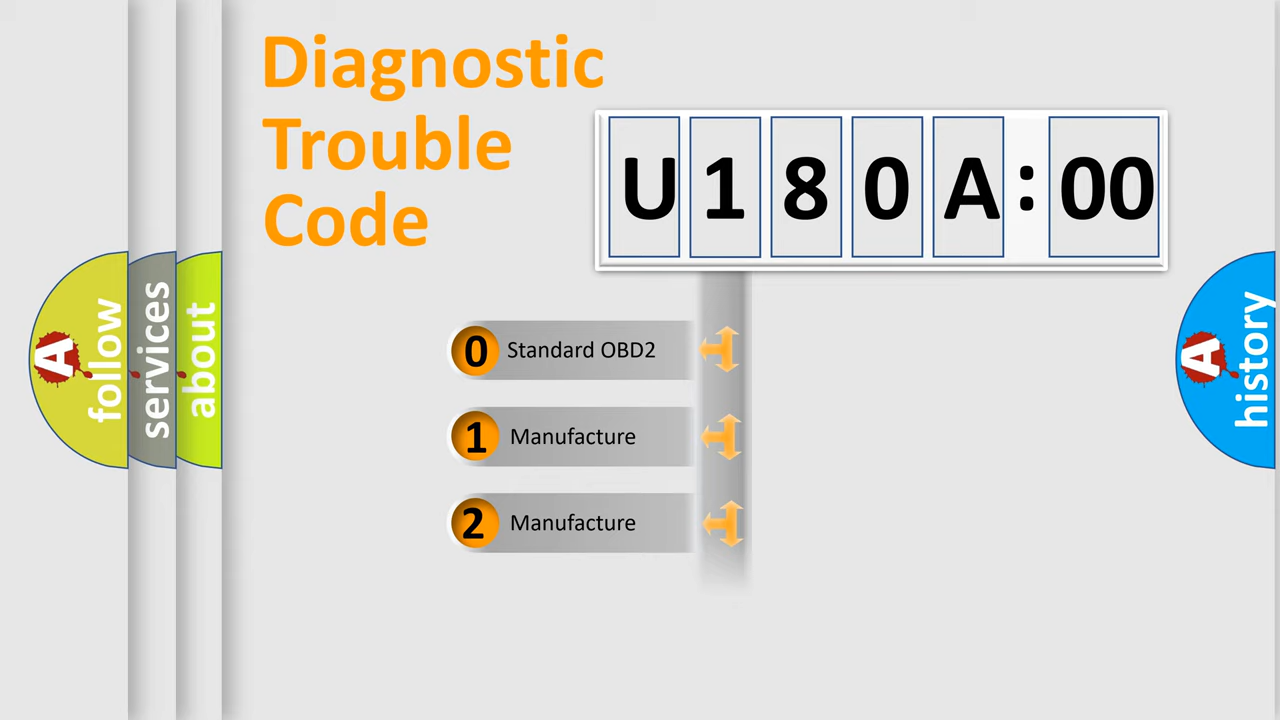 Diagnostic
Trouble
Code
U180A:00
0 Standard OBD2
1 Manufacture
2 Manufacture
A follow
services
about
A history